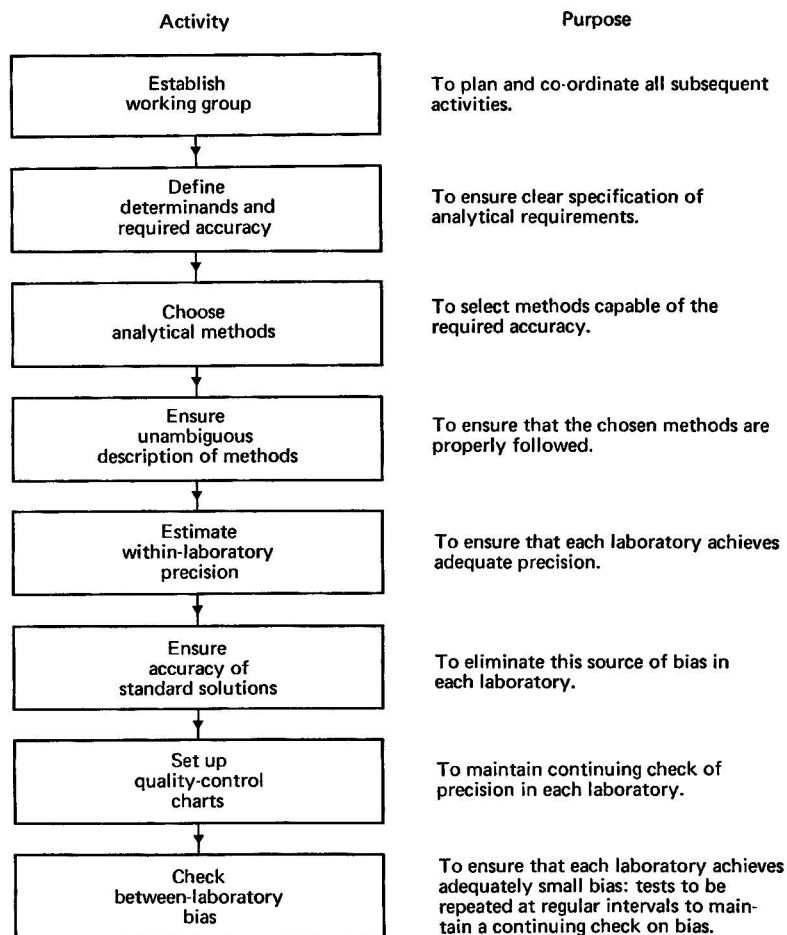 Activity
Purpose
Establish
working group
To plan and co-ordinate all subsequent
activities.
Define
determinands and
required accuracy
To ensure clear specification of
analytical requirements.
Choose
analytical methods
To select methods capable of the
required accuracy.
Ensure
unambiguous
description of methods
To ensure that the chosen methods are
properly followed.
Estimate
within-laboratory
precision
To ensure that each laboratory achieves
adequate precision.
Ensure
accuracy of
standard solutions
To eliminate this source of bias in
each laboratory.
Set up
quality-control
charts
To maintain continuing check of
precision in each laboratory.
Check
between-laboratory
bias
To ensure that each laboratory achieves
adequately small bias: tests to be
repeated at regular intervals to main-
tain a continuing check on bias.